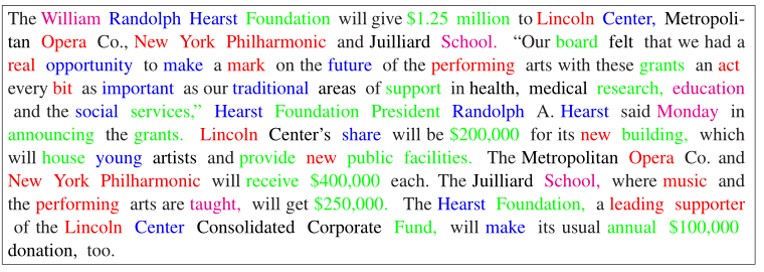 The William Randolph Hearst Foundation will give $1.25 million to Lincoln Center, Metropoli-
tan Opera Co., New York Philharmonic and Juilliard School. “Our board felt that we had a
real opportunity to make a mark on the future of the performing arts with these grants an act
every bit as important as our traditional areas of support in health, medical research, education
and the social services,” Hearst Foundation President Randolph A. Hearst said Monday in
announcing the grants. Lincoln Center’s share will be $200,000 for its new building, which
will house young artists and provide new public facilities. The Metropolitan Opera Co. and
New York Philharmonic will receive $400,000 each. The Juilliard School, where music and
the performing arts are taught, will get $250,000. The Hearst Foundation, a leading supporter
of the Lincoln Center Consolidated Corporate Fund, will make its usual annual $100,000
donation, too.